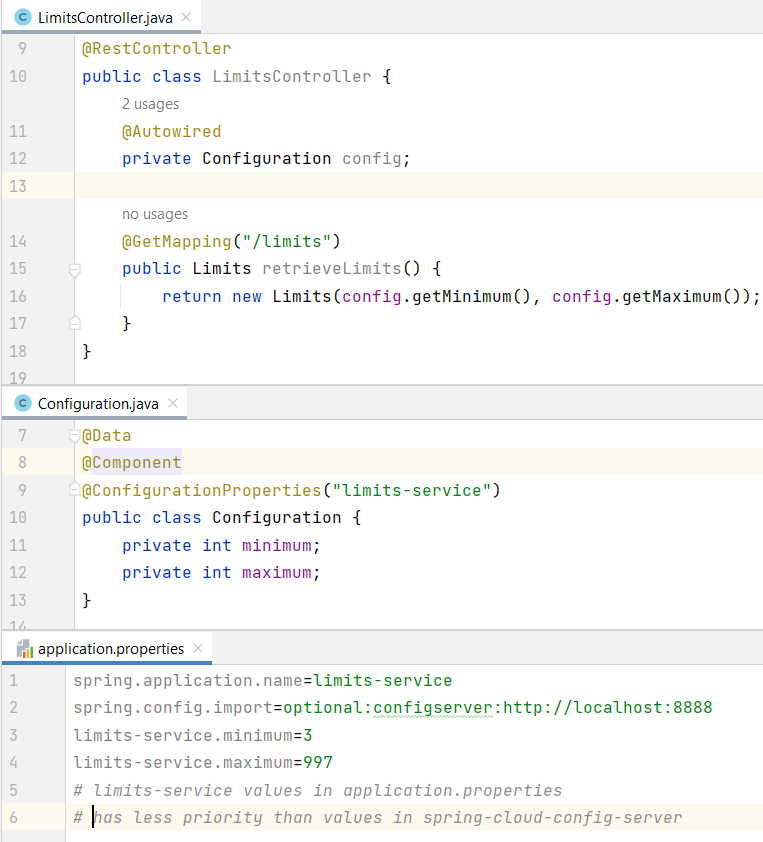 C LimitsController.java ×
9 @RestController
10 public class LimitsController {
2 usages
11 @Autowired
12 private Configuration config;
13
no usages
14 @GetMapping("/limits")
15 public Limits retrieveLimits() {
16 return new Limits(config.getMinimum(), config.getMaximum());
17 }
18 }
19
C Configuration.java ×
7 @Data
8 @Component
9 @ConfigurationProperties("limits-service")
10 public class Configuration {
11 private int minimum;
12 private int maximum;
13 }
14
application.properties ×
1 spring.application.name=limits-service
2 spring.config.import=optional:configserver:http://localhost:8888
3 limits-service.minimum=3
4 limits-service.maximum=997
5 # limits-service values in application.properties
6 # has less priority than values in spring-cloud-config-server